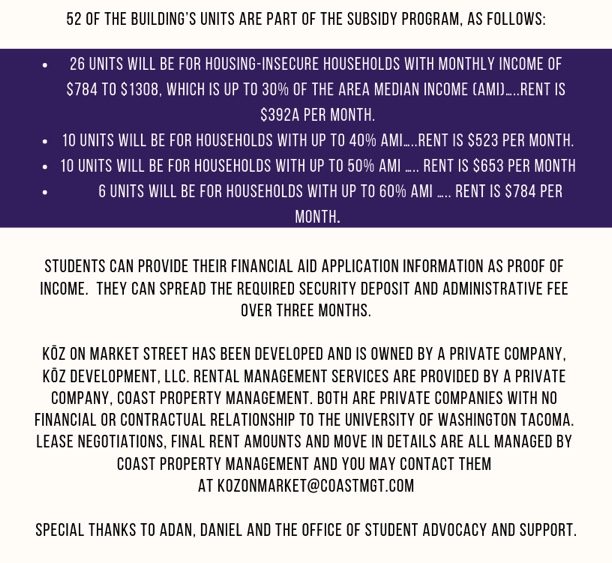 52 OF THE BUILDING'S UNITS ARE PART OF THE SUBSIDY PROGRAM, AS FOLLOWS:
• 26 UNITS WILL BE FOR HOUSING-INSECURE HOUSEHOLDS WITH MONTHLY INCOME OF
$784 TO $1308, WHICH IS UP TO 30% OF THE AREA MEDIAN INCOME (AMI)…..RENT IS
$392A PER MONTH.
• 10 UNITS WILL BE FOR HOUSEHOLDS WITH UP TO 40% AMI…..RENT IS $523 PER MONTH.
• 10 UNITS WILL BE FOR HOUSEHOLDS WITH UP TO 50% AMI ….. RENT IS $653 PER MONTH
• 6 UNITS WILL BE FOR HOUSEHOLDS WITH UP TO 60% AMI ….. RENT IS $784 PER
MONTH.
STUDENTS CAN PROVIDE THEIR FINANCIAL AID APPLICATION INFORMATION AS PROOF OF
INCOME. THEY CAN SPREAD THE REQUIRED SECURITY DEPOSIT AND ADMINISTRATIVE FEE
OVER THREE MONTHS.
KŌZ ON MARKET STREET HAS BEEN DEVELOPED AND IS OWNED BY A PRIVATE COMPANY,
KŌZ DEVELOPMENT, LLC. RENTAL MANAGEMENT SERVICES ARE PROVIDED BY A PRIVATE
COMPANY, COAST PROPERTY MANAGEMENT. BOTH ARE PRIVATE COMPANIES WITH NO
FINANCIAL OR CONTRACTUAL RELATIONSHIP TO THE UNIVERSITY OF WASHINGTON TACOMA.
LEASE NEGOTIATIONS, FINAL RENT AMOUNTS AND MOVE IN DETAILS ARE ALL MANAGED BY
COAST PROPERTY MANAGEMENT AND YOU MAY CONTACT THEM
AT KOZONMARKET@COASTMGT.COM
SPECIAL THANKS TO ADAN, DANIEL AND THE OFFICE OF STUDENT ADVOCACY AND SUPPORT.